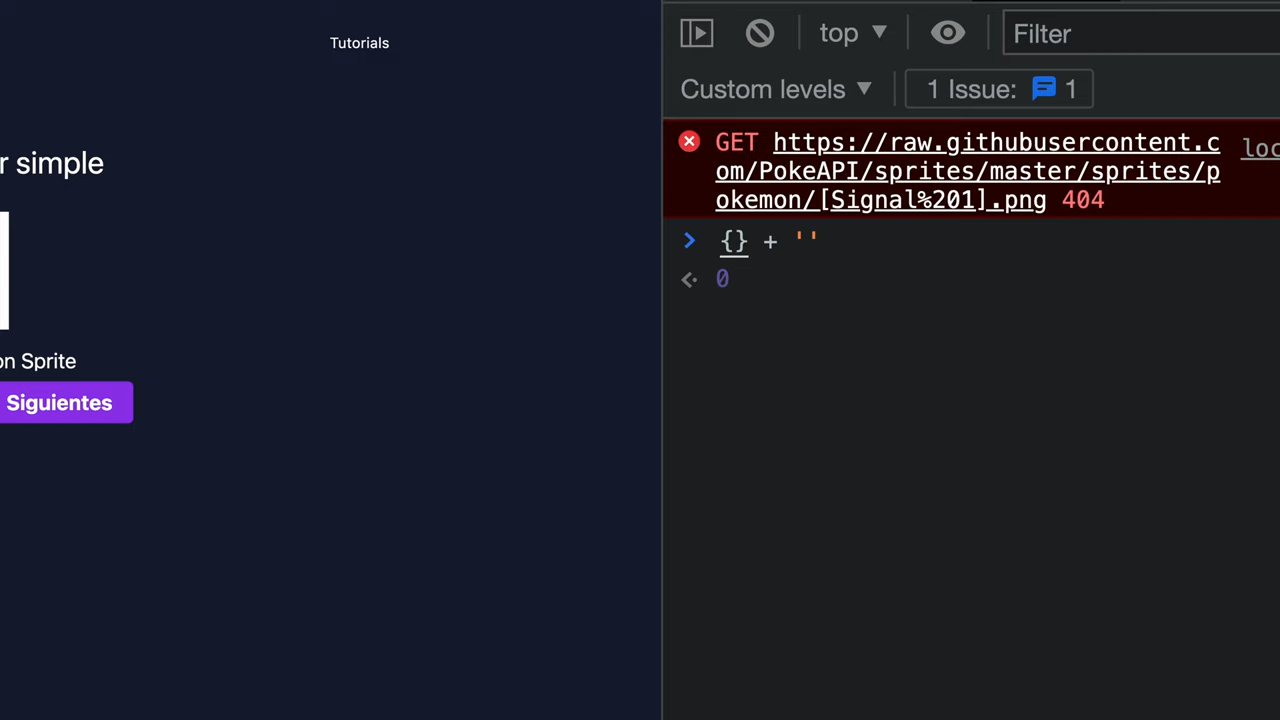 Tutorials
r simple
on Sprite
Siguientes
top ▼ Filter
Custom levels ▼ 1 Issue: 1
GET https://raw.githubusercontent.c loc
om/PokeAPI/sprites/master/sprites/p
okemon/[Signal%201].png 404
> {} + ''
0